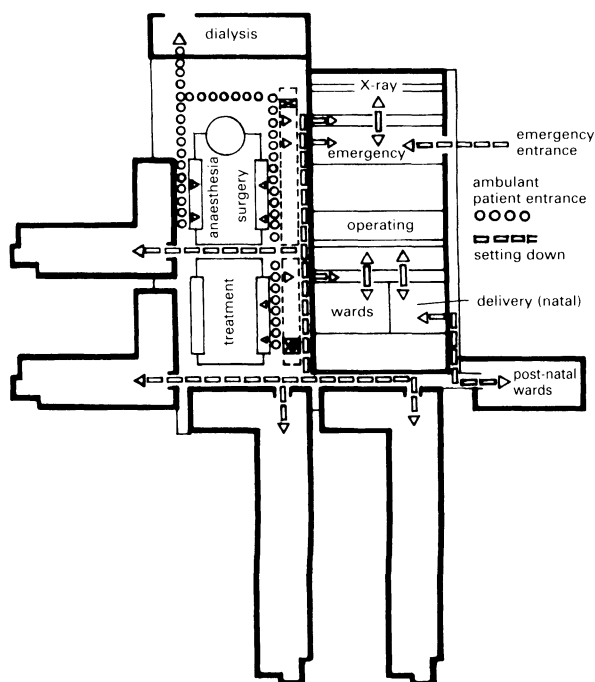 dialysis
X-ray
emergency
entrance
emergency
anaesthesia
surgery
ambulant
patient entrance
operating
setting down
treatment
wards
delivery (natal)
post-natal
wards